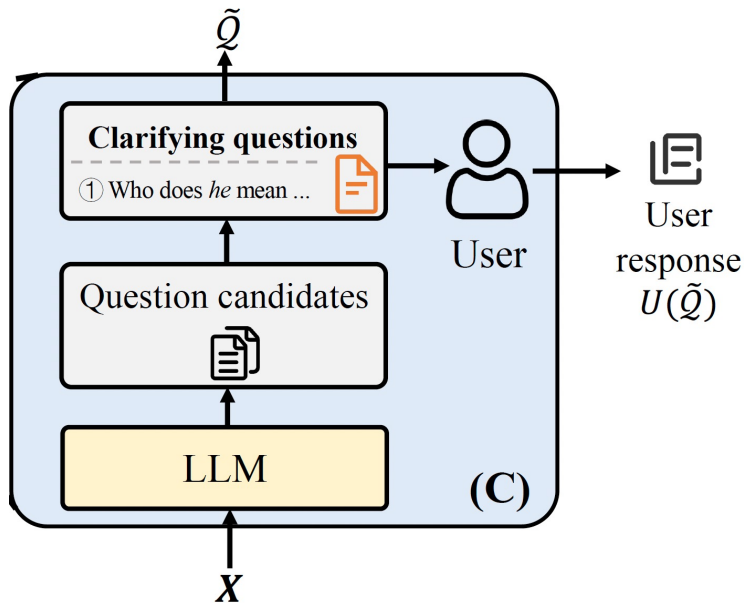 Q̃
Clarifying questions
① Who does he mean ...
User
User
response
U(Q̃)
Question candidates
LLM
(C)
X